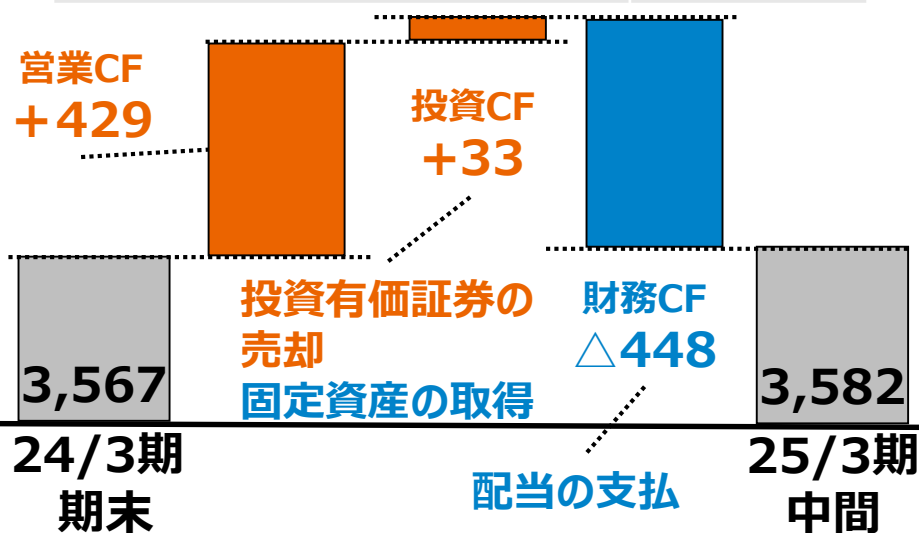 営業CF
+429
投資CF
+33
投資有価証券の
売却
固定資産の取得
財務CF
△448
配当の支払
3,567
3,582
24/3期
期末
25/3期
中間